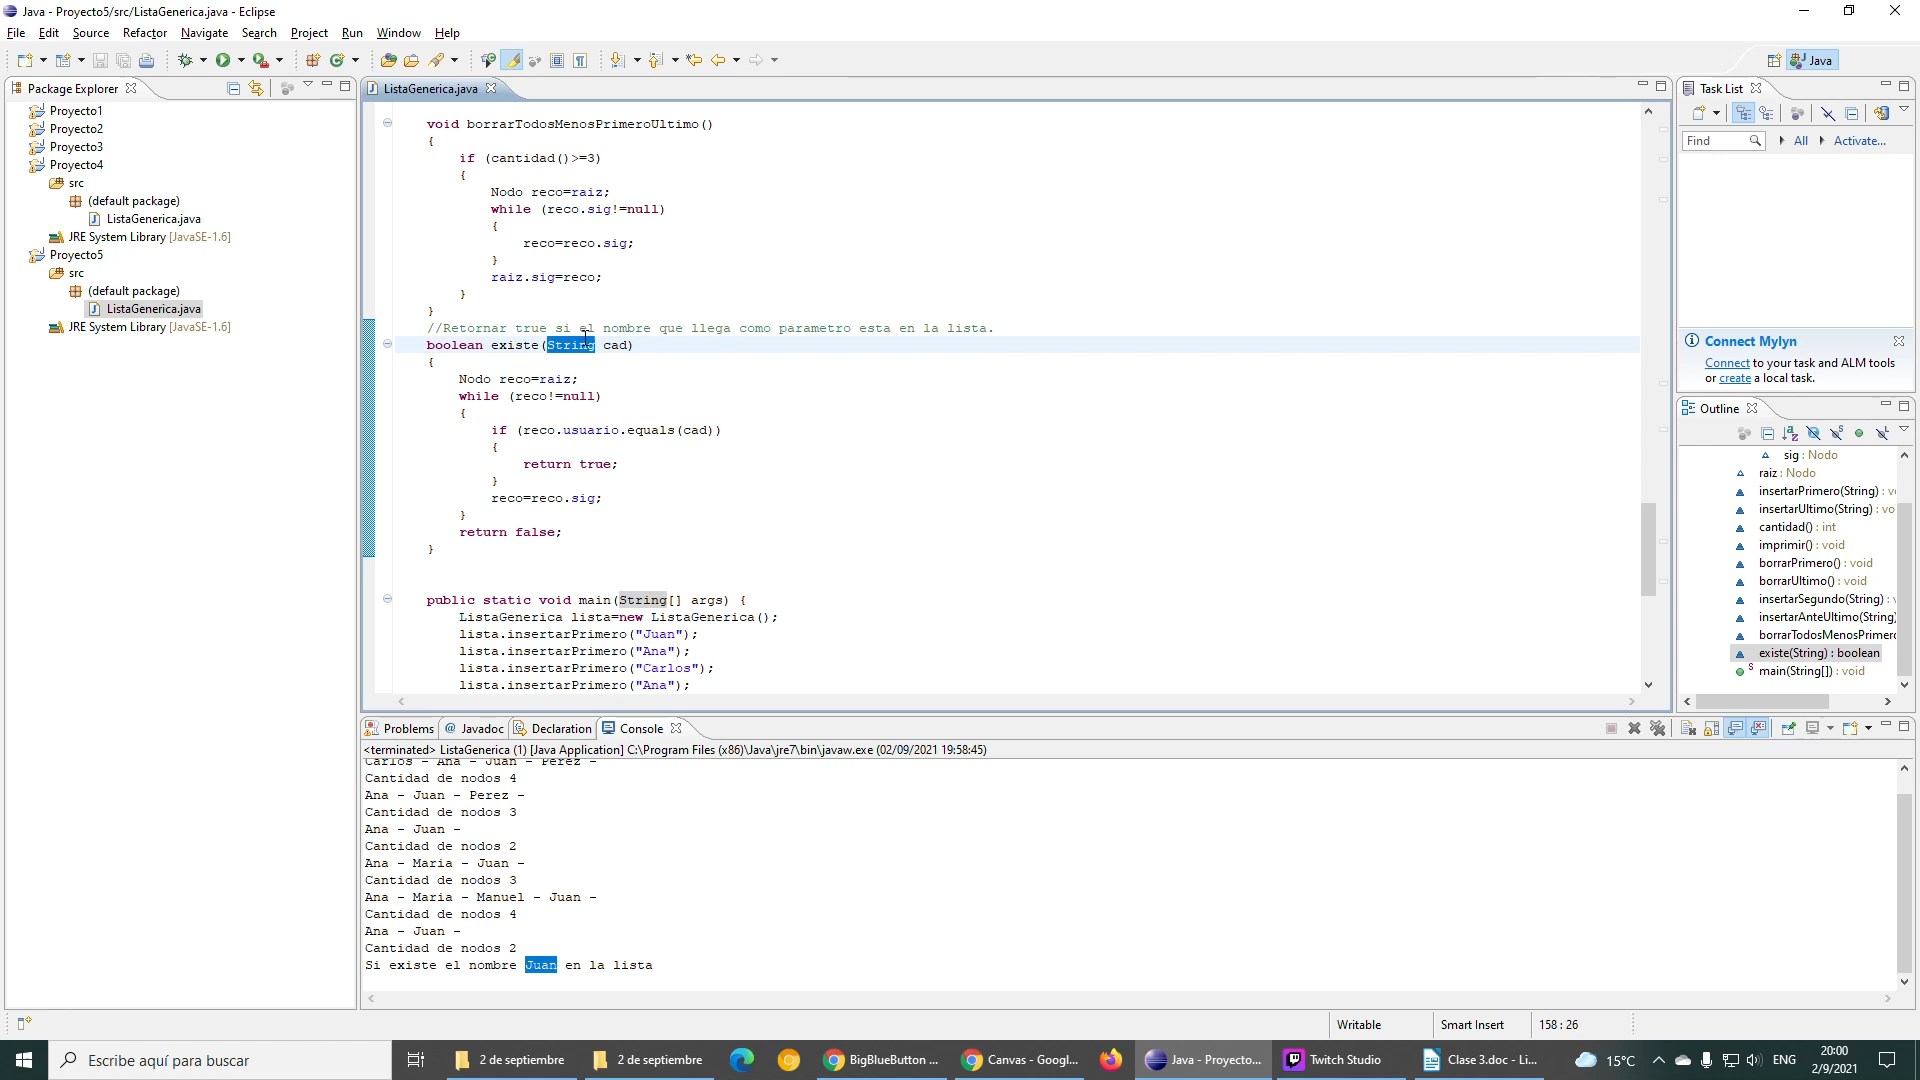 Java - Proyecto5/src/ListaGenerica.java - Eclipse
File Edit Source Refactor Navigate Search Project Run Window Help
Java
Package Explorer
Proyecto1
Proyecto2
Proyecto3
Proyecto4
src
(default package)
ListaGenerica.java
JRE System Library [JavaSE-1.6]
Proyecto5
src
(default package)
ListaGenerica.java
JRE System Library [JavaSE-1.6]
ListaGenerica.java
void borrarTodosMenosPrimeroUltimo()
{
if (cantidad()>=3)
{
Nodo reco=raiz;
while (reco.sig!=null)
{
reco=reco.sig;
}
raiz.sig=reco;
}
}
//Retornar true si el nombre que llega como parametro esta en la lista.
boolean existe(String cad)
{
Nodo reco=raiz;
while (reco!=null)
{
if (reco.usuario.equals(cad))
{
return true;
}
reco=reco.sig;
}
return false;
}
public static void main(String[] args) {
ListaGenerica lista=new ListaGenerica();
lista.insertarPrimero("Juan");
lista.insertarPrimero("Ana");
lista.insertarPrimero("Carlos");
lista.insertarPrimero("Ana");
Task List
Find All Activate...
Connect Mylyn
Connect to your task and ALM tools
or create a local task.
Outline
sig : Nodo
raiz : Nodo
insertarPrimero(String) : v
insertarUltimo(String) : vo
cantidad() : int
imprimir() : void
borrarPrimero() : void
borrarUltimo() : void
insertarSegundo(String) :
insertarAnteUltimo(String)
borrarTodosMenosPrimer
existe(String) : boolean
main(String[]) : void
Problems @ Javadoc Declaration Console
<terminated> ListaGenerica (1) [Java Application] C:\Program Files (x86)\Java\jre7\bin\javaw.exe (02/09/2021 19:58:45)
Carlos - Ana - Juan - Perez -
Cantidad de nodos 4
Ana - Juan - Perez -
Cantidad de nodos 3
Ana - Juan -
Cantidad de nodos 2
Ana - Maria - Juan -
Cantidad de nodos 3
Ana - Maria - Manuel - Juan -
Cantidad de nodos 4
Ana - Juan -
Cantidad de nodos 2
Si existe el nombre Juan en la lista
Writable Smart Insert 158 : 26
Escribe aquí para buscar
2 de septiembre
2 de septiembre
BigBlueButton ...
Canvas - Googl...
Java - Proyecto...
Twitch Studio
Clase 3.doc - Li...
15°C
ENG
20:00
2/9/2021